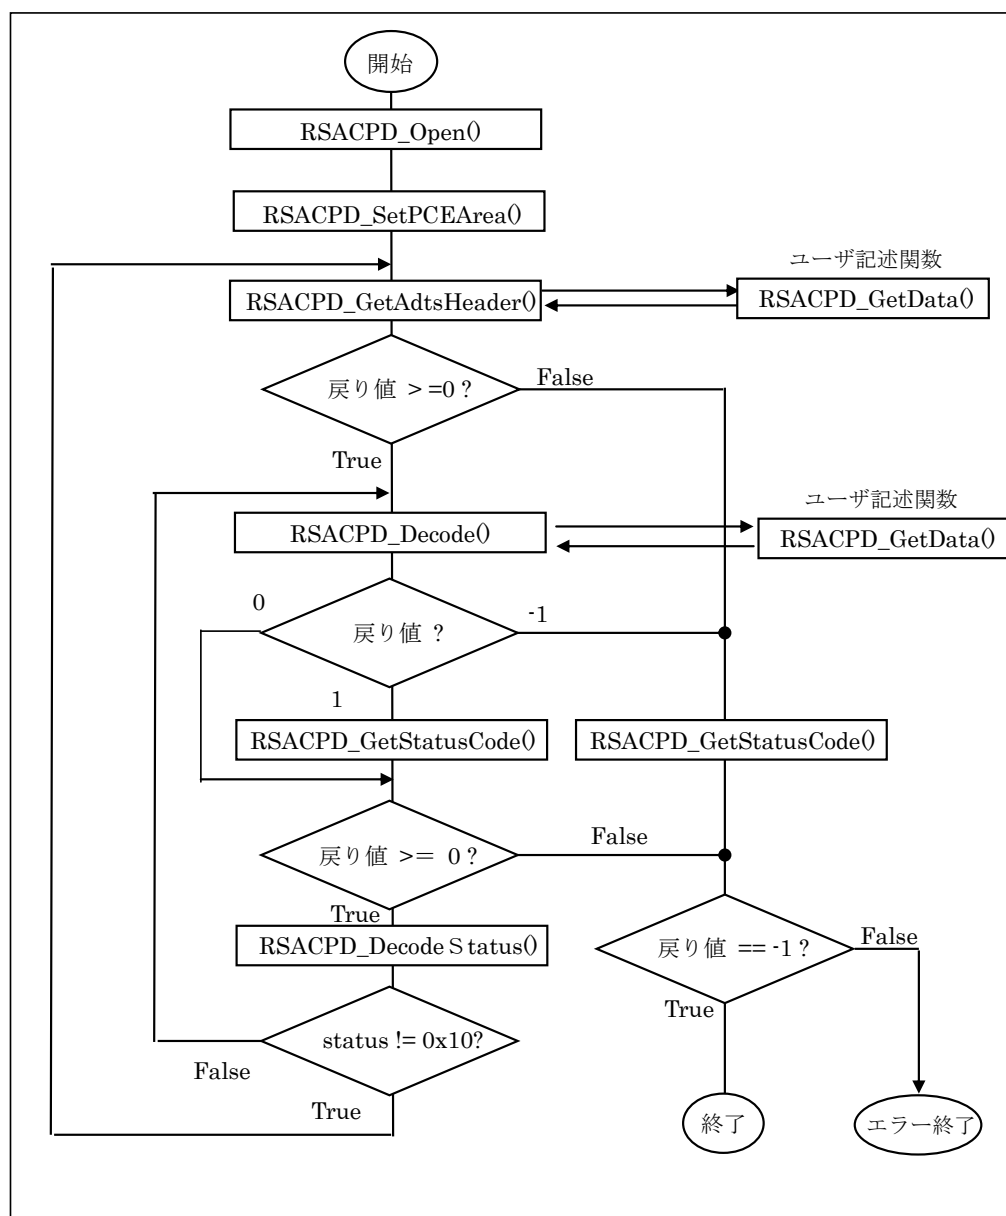 開始
RSACPD_Open()
RSACPD_SetPCEArea()
ユーザ記述関数
RSACPD_GetAdtsHeader()
RSACPD_GetData()
戻り値 > =0 ?
False
True
ユーザ記述関数
RSACPD_Decode()
RSACPD_GetData()
0
戻り値 ?
-1
1
RSACPD_GetStatusCode()
RSACPD_GetStatusCode()
戻り値 >= 0 ?
False
True
RSACPD_DecodeStatus()
戻り値 == -1 ?
False
True
status != 0x10?
False
True
終了
エラー終了